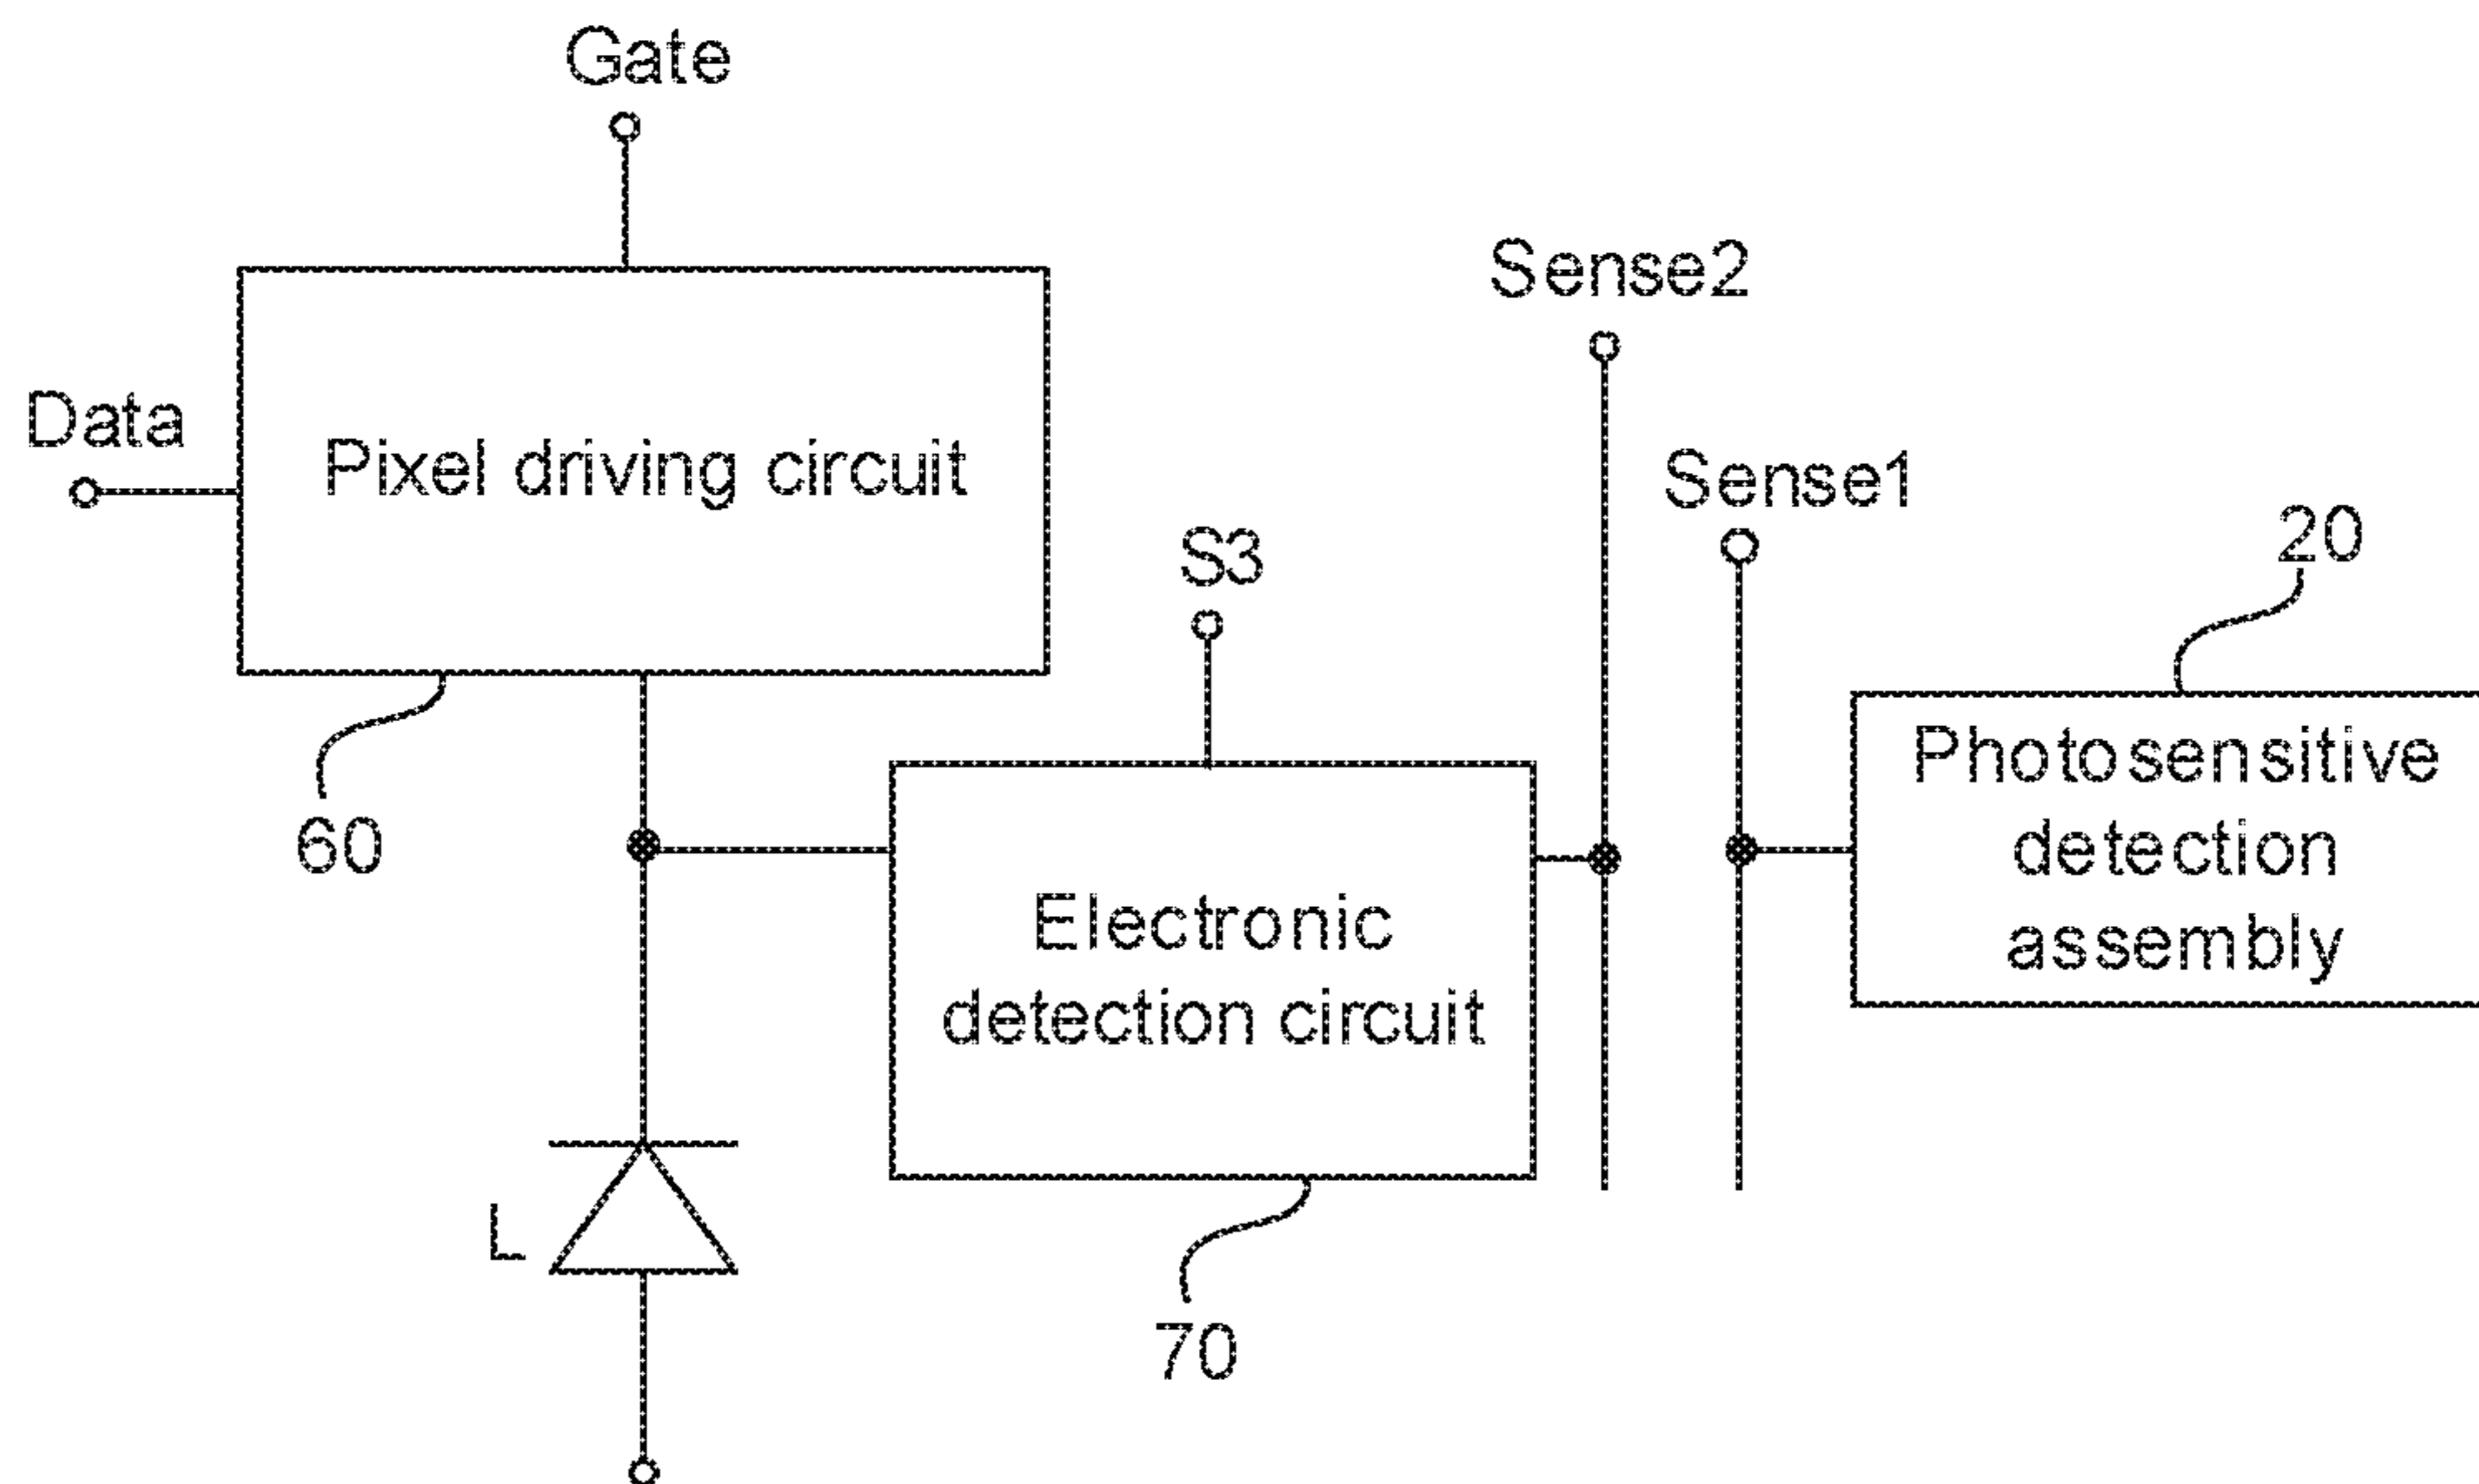 Gate
Sense2
Data
Pixel driving circuit
Sense1
S3
20
60
Photosensitive
detection
assembly
Electronic
detection circuit
L
70